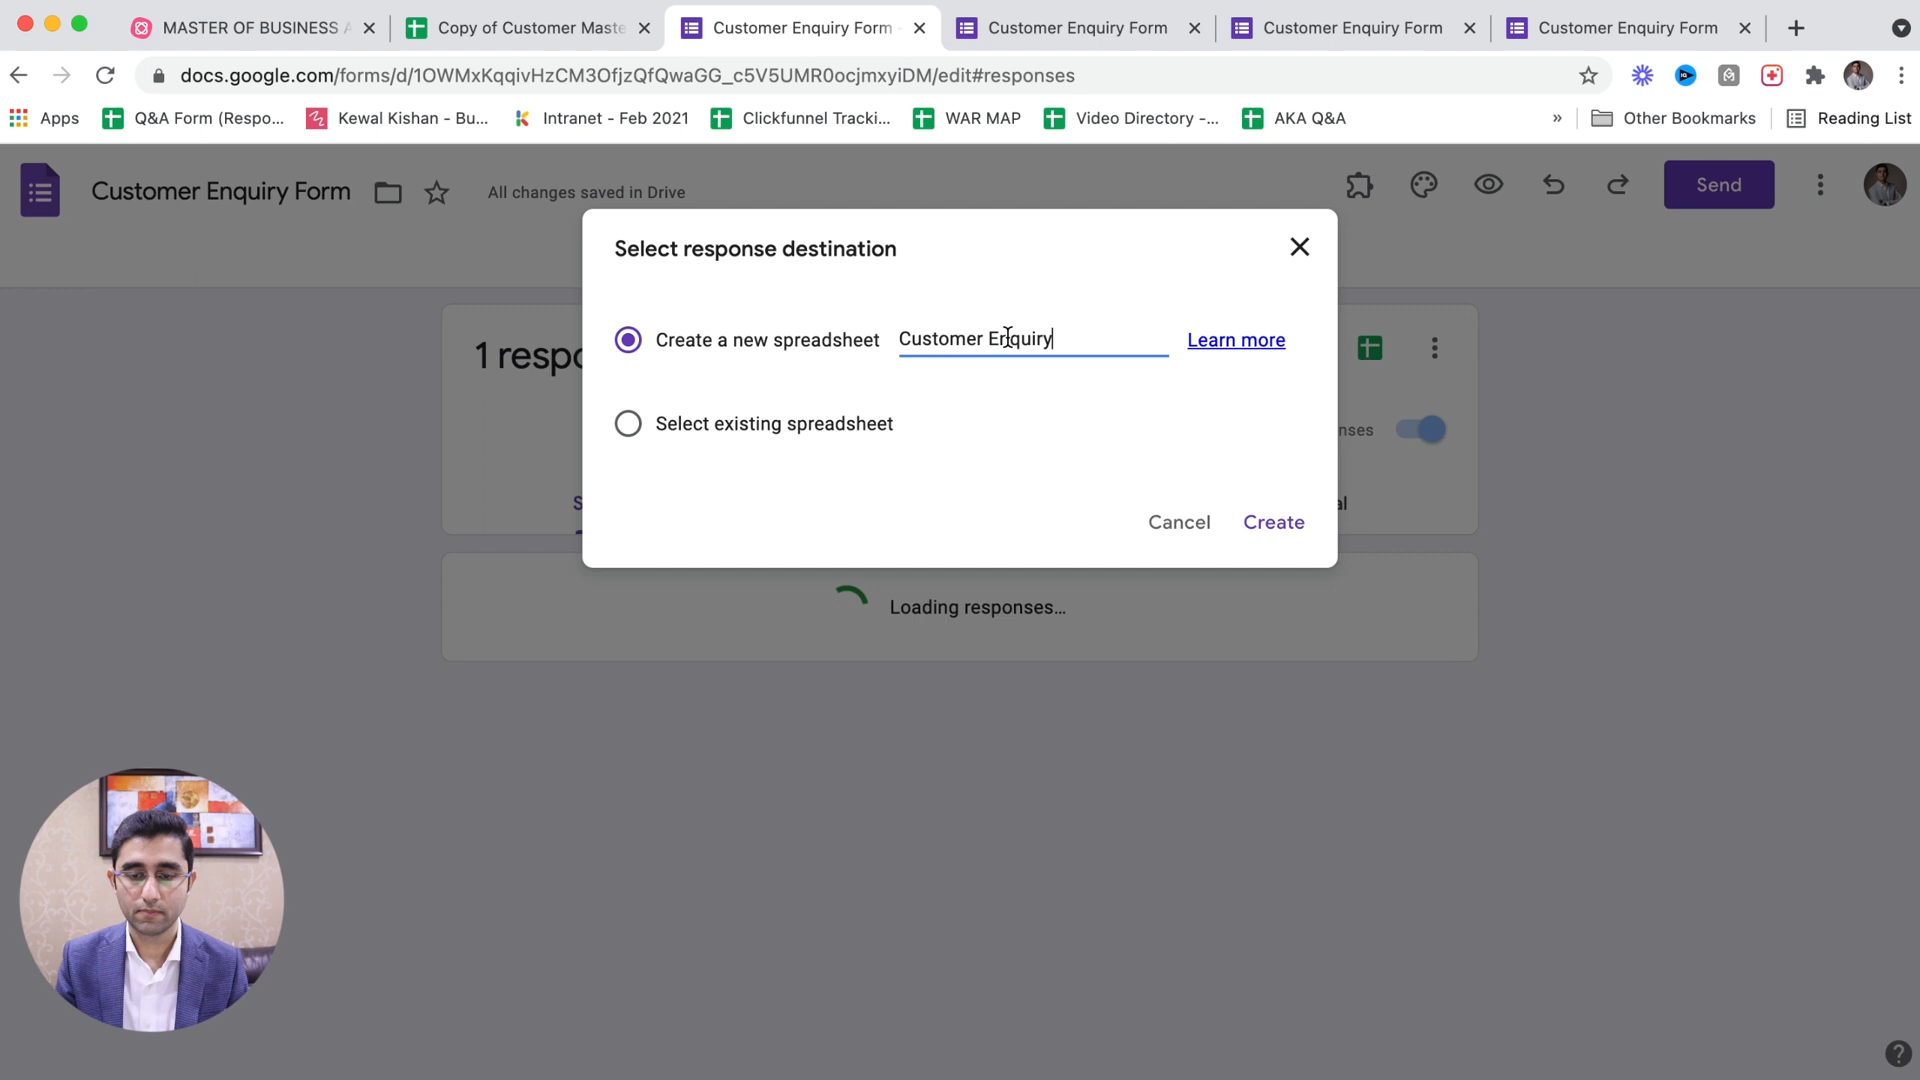 MASTER OF BUSINESS A
Copy of Customer Maste
Customer Enquiry Form -
Customer Enquiry Form
Customer Enquiry Form
Customer Enquiry Form
docs.google.com/forms/d/1OWMxKqqivHzCM3OfjzQfQwaGG_c5V5UMR0ocjmxyiDM/edit#responses
Apps
Q&A Form (Respo...
Kewal Kishan - Bu...
Intranet - Feb 2021
Clickfunnel Tracki...
WAR MAP
Video Directory -...
AKA Q&A
»
Other Bookmarks
Reading List
Customer Enquiry Form
All changes saved in Drive
Send
Select response destination
Create a new spreadsheet
Customer Enquiry
Learn more
1 respo
Select existing spreadsheet
nses
S
al
Cancel
Create
Loading responses...